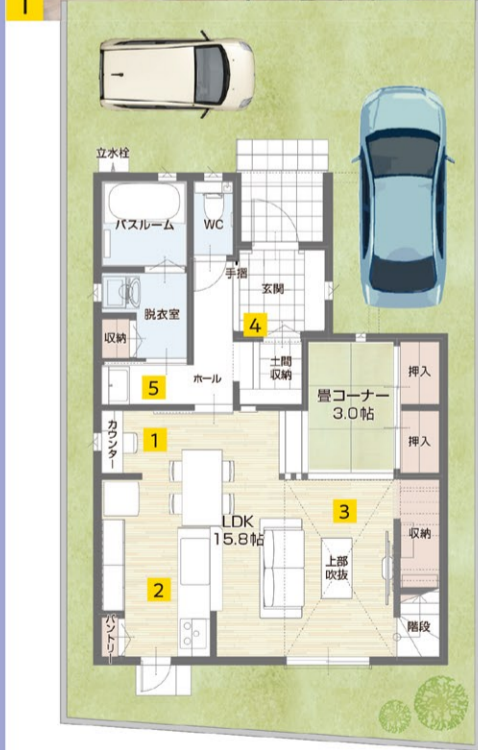 1
立水栓
バスルーム
WC
手摺
玄関
脱衣室
4
収納
土間
収納
ホール
5
畳コーナー
3.0帖
押入
押入
カウンター
1
LDK
15.8帖
3
上部
吹抜
収納
2
パントリー
階段